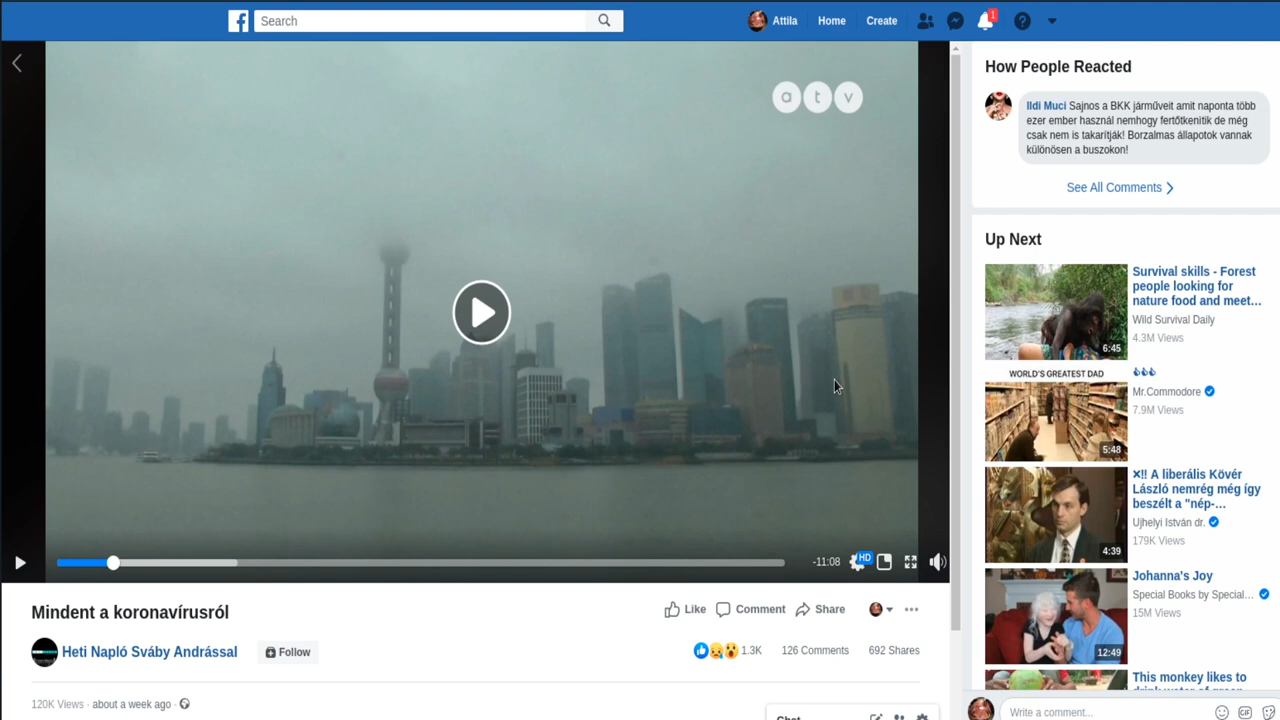 Search
Attila
Home
Create
1
a t v
-11:08
HD
Mindent a koronavírusról
Like
Comment
Share
Heti Napló Sváby Andrással
Follow
1.3K
126 Comments
692 Shares
120K Views · about a week ago ·
How People Reacted
Ildi Muci Sajnos a BKK járműveit amit naponta több
ezer ember használ nemhogy fertőtkenitik de még
csak nem is takarítják! Borzalmas állapotok vannak
különösen a buszokon!
See All Comments
Up Next
6:45
Survival skills - Forest
people looking for
nature food and meet...
Wild Survival Daily
4.3M Views
WORLD'S GREATEST DAD
5:48
Mr.Commodore
7.9M Views
4:39
×!! A liberális Kövér
László nemrég még így
beszélt a "nép-...
Ujhelyi István dr.
179K Views
12:49
Johanna's Joy
Special Books by Special...
15M Views
This monkey likes to
Chat
Write a comment...
GIF